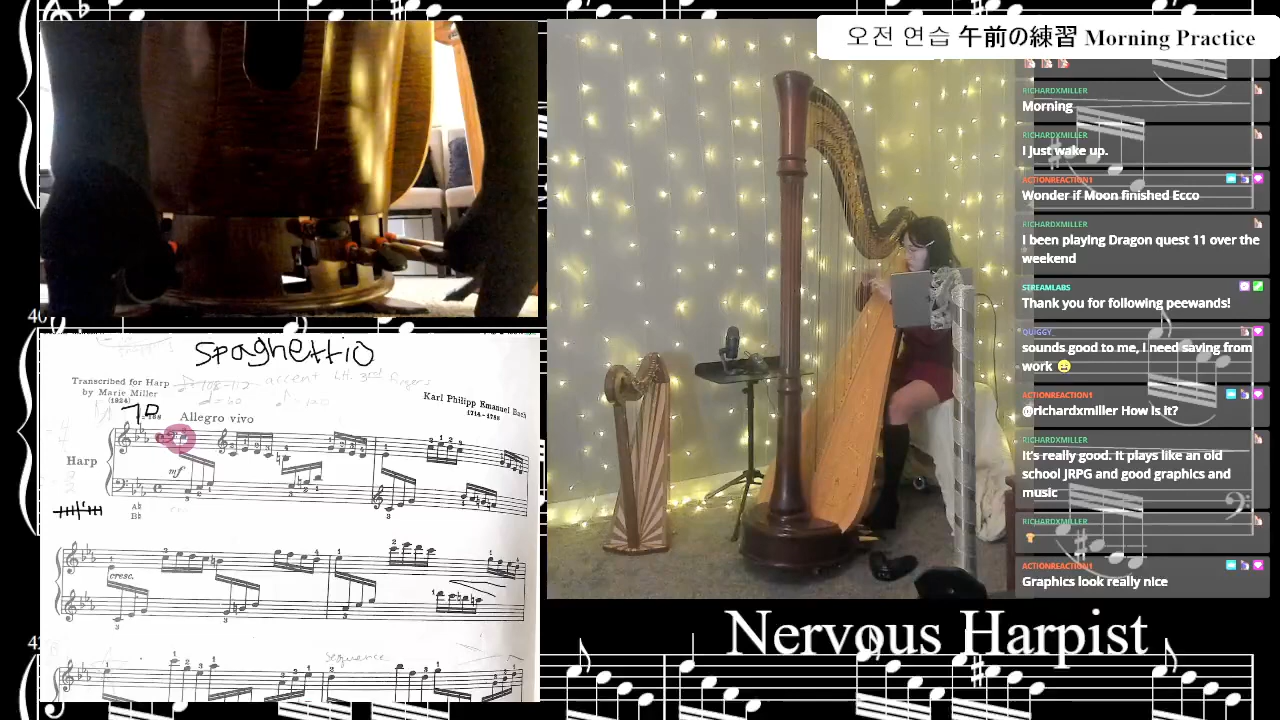 오전 연습 午前の練習 Morning Practice
RICHARDXMILLER
Morning
RICHARDXMILLER
I just wake up.
ACTIONREACTION1
Wonder if Moon finished Ecco
RICHARDXMILLER
I been playing Dragon quest 11 over the
weekend
STREAMLABS
Thank you for following peewands!
QUIGGY_
sounds good to me, I need saving from
work
ACTIONREACTION1
@richardxmiller How is it?
RICHARDXMILLER
It's really good. It plays like an old
school JRPG and good graphics and
music
RICHARDXMILLER
ACTIONREACTION1
Graphics look really nice
Spaghettio
Transcribed for Harp
by Marie Miller
(1924)
accent L.H. 3rd fingers
Karl Philipp Emanuel Bach
1714-1788
70
Allegro vivo
Harp
mf
cresc.
sequence
Nervous Harpist